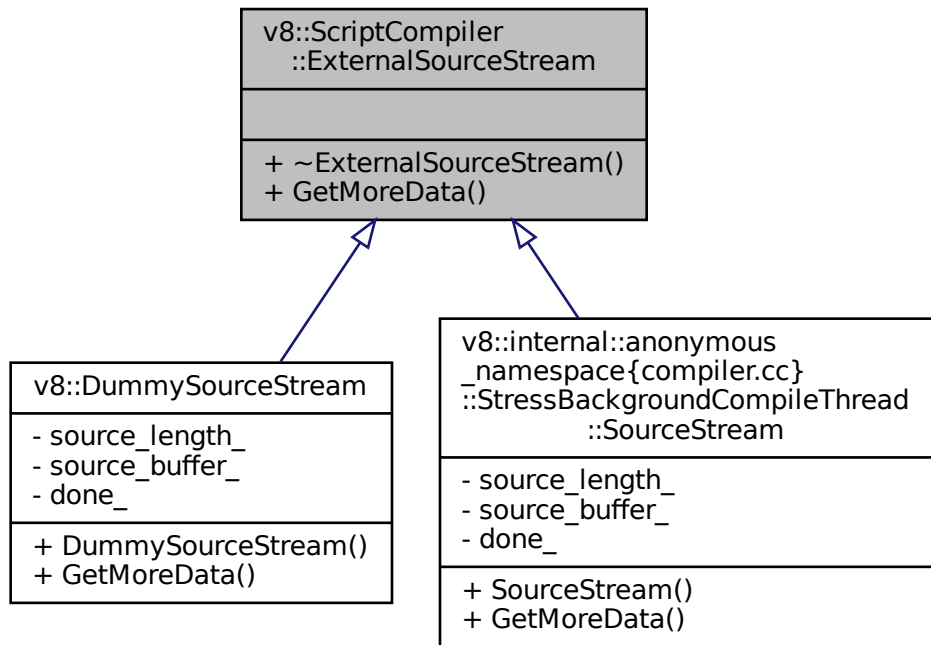 v8::ScriptCompiler
::ExternalSourceStream
+ ~ExternalSourceStream()
+ GetMoreData()
v8::DummySourceStream
- source_length_
- source_buffer_
- done_
+ DummySourceStream()
+ GetMoreData()
v8::internal::anonymous
_namespace{compiler.cc}
::StressBackgroundCompileThread
::SourceStream
- source_length_
- source_buffer_
- done_
+ SourceStream()
+ GetMoreData()